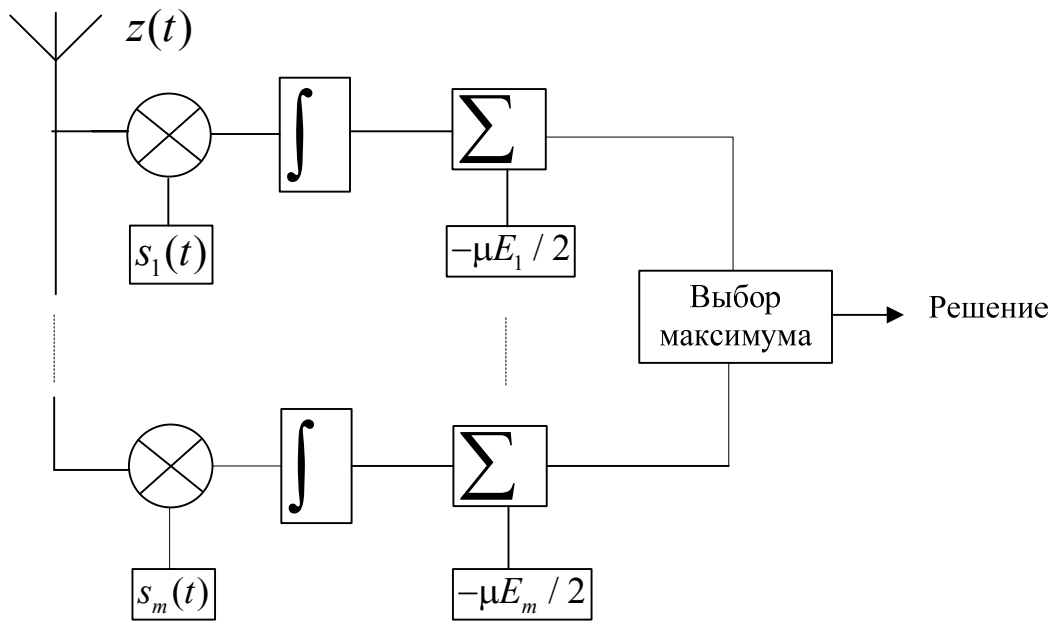 z(t)
∫
Σ
s₁(t)
−μE₁ / 2
Выбор
максимума
Решение
∫
Σ
sₘ(t)
−μEₘ / 2